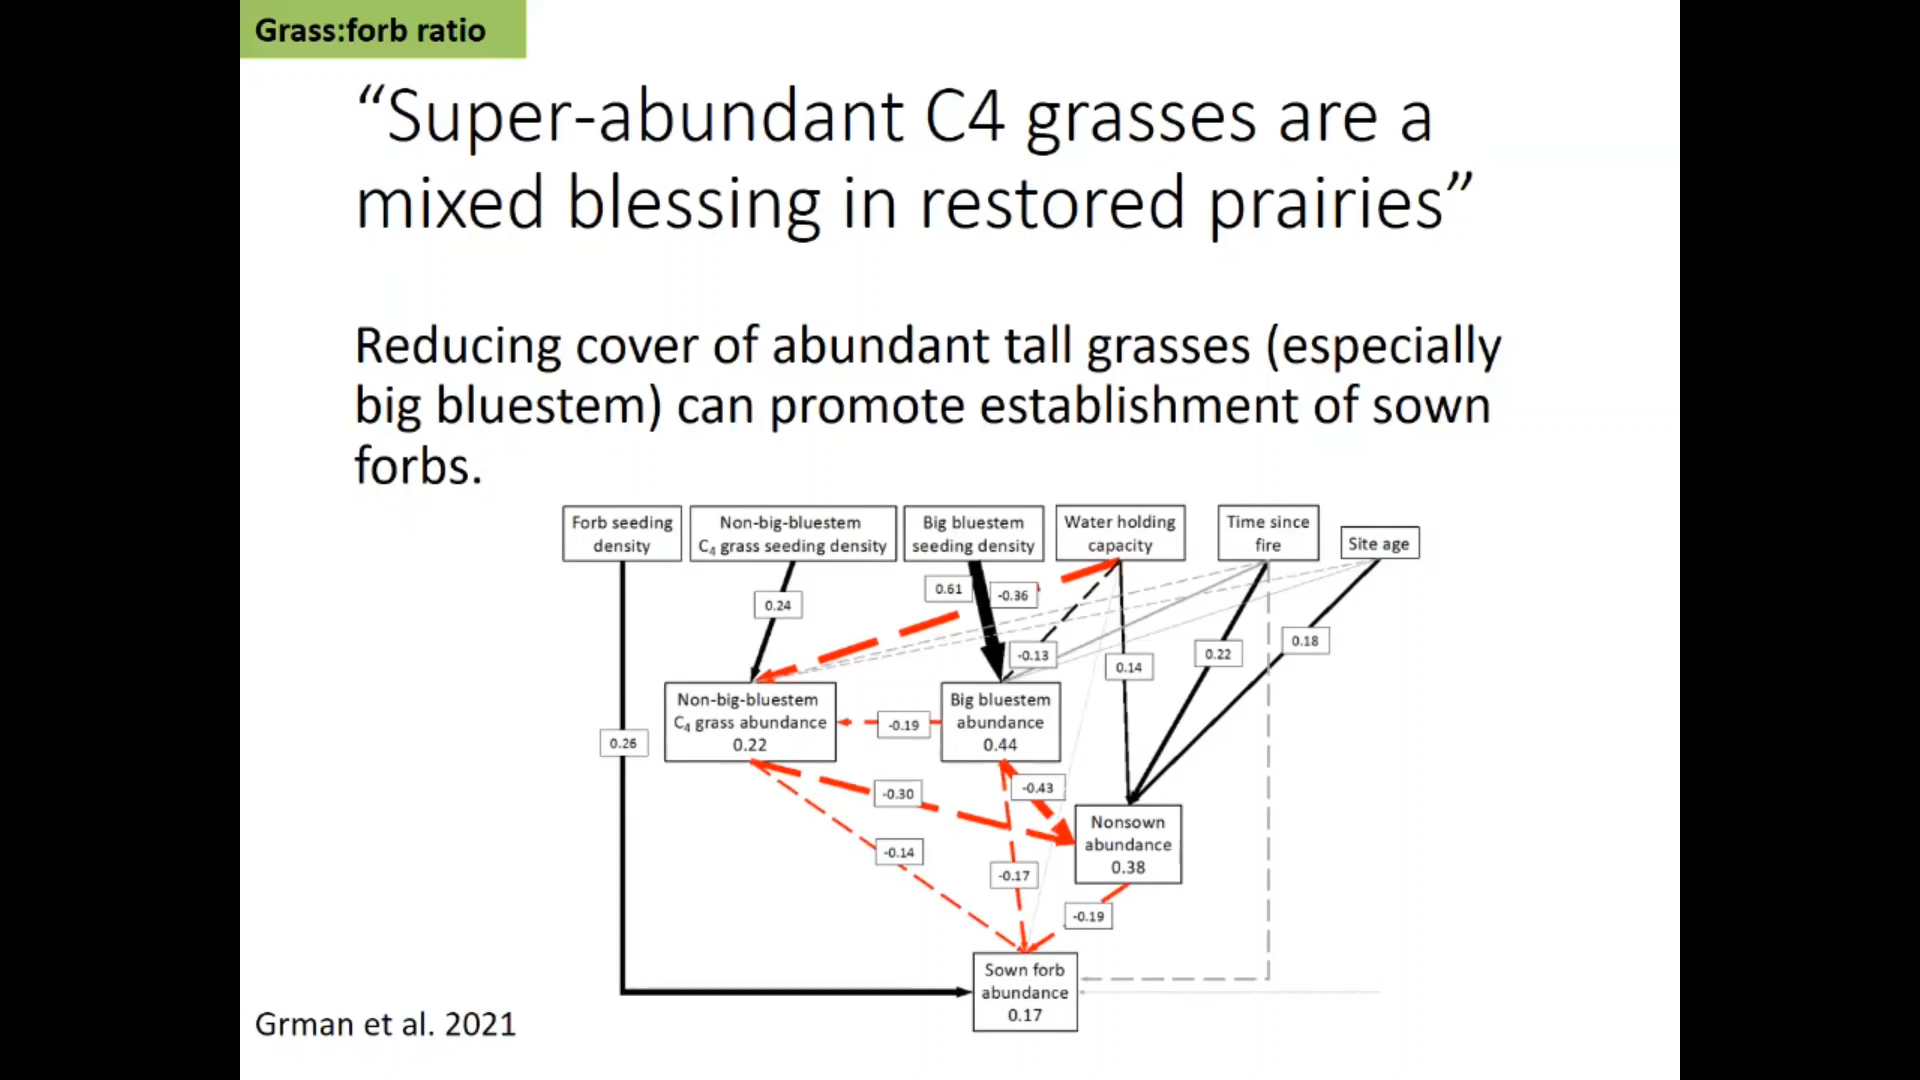 Grass:forb ratio
“Super-abundant C4 grasses are a
mixed blessing in restored prairies”
Reducing cover of abundant tall grasses (especially
big bluestem) can promote establishment of sown
forbs.
Forb seeding
density
Non-big-bluestem
C₄ grass seeding density
Big bluestem
seeding density
Water holding
capacity
Time since
fire
Site age
0.61
-0.36
0.24
-0.13
0.14
0.22
0.18
Non-big-bluestem
C₄ grass abundance
0.22
-0.19
Big bluestem
abundance
0.44
0.26
-0.30
-0.43
-0.14
-0.17
Nonsown
abundance
0.38
-0.19
Sown forb
abundance
0.17
Grman et al. 2021